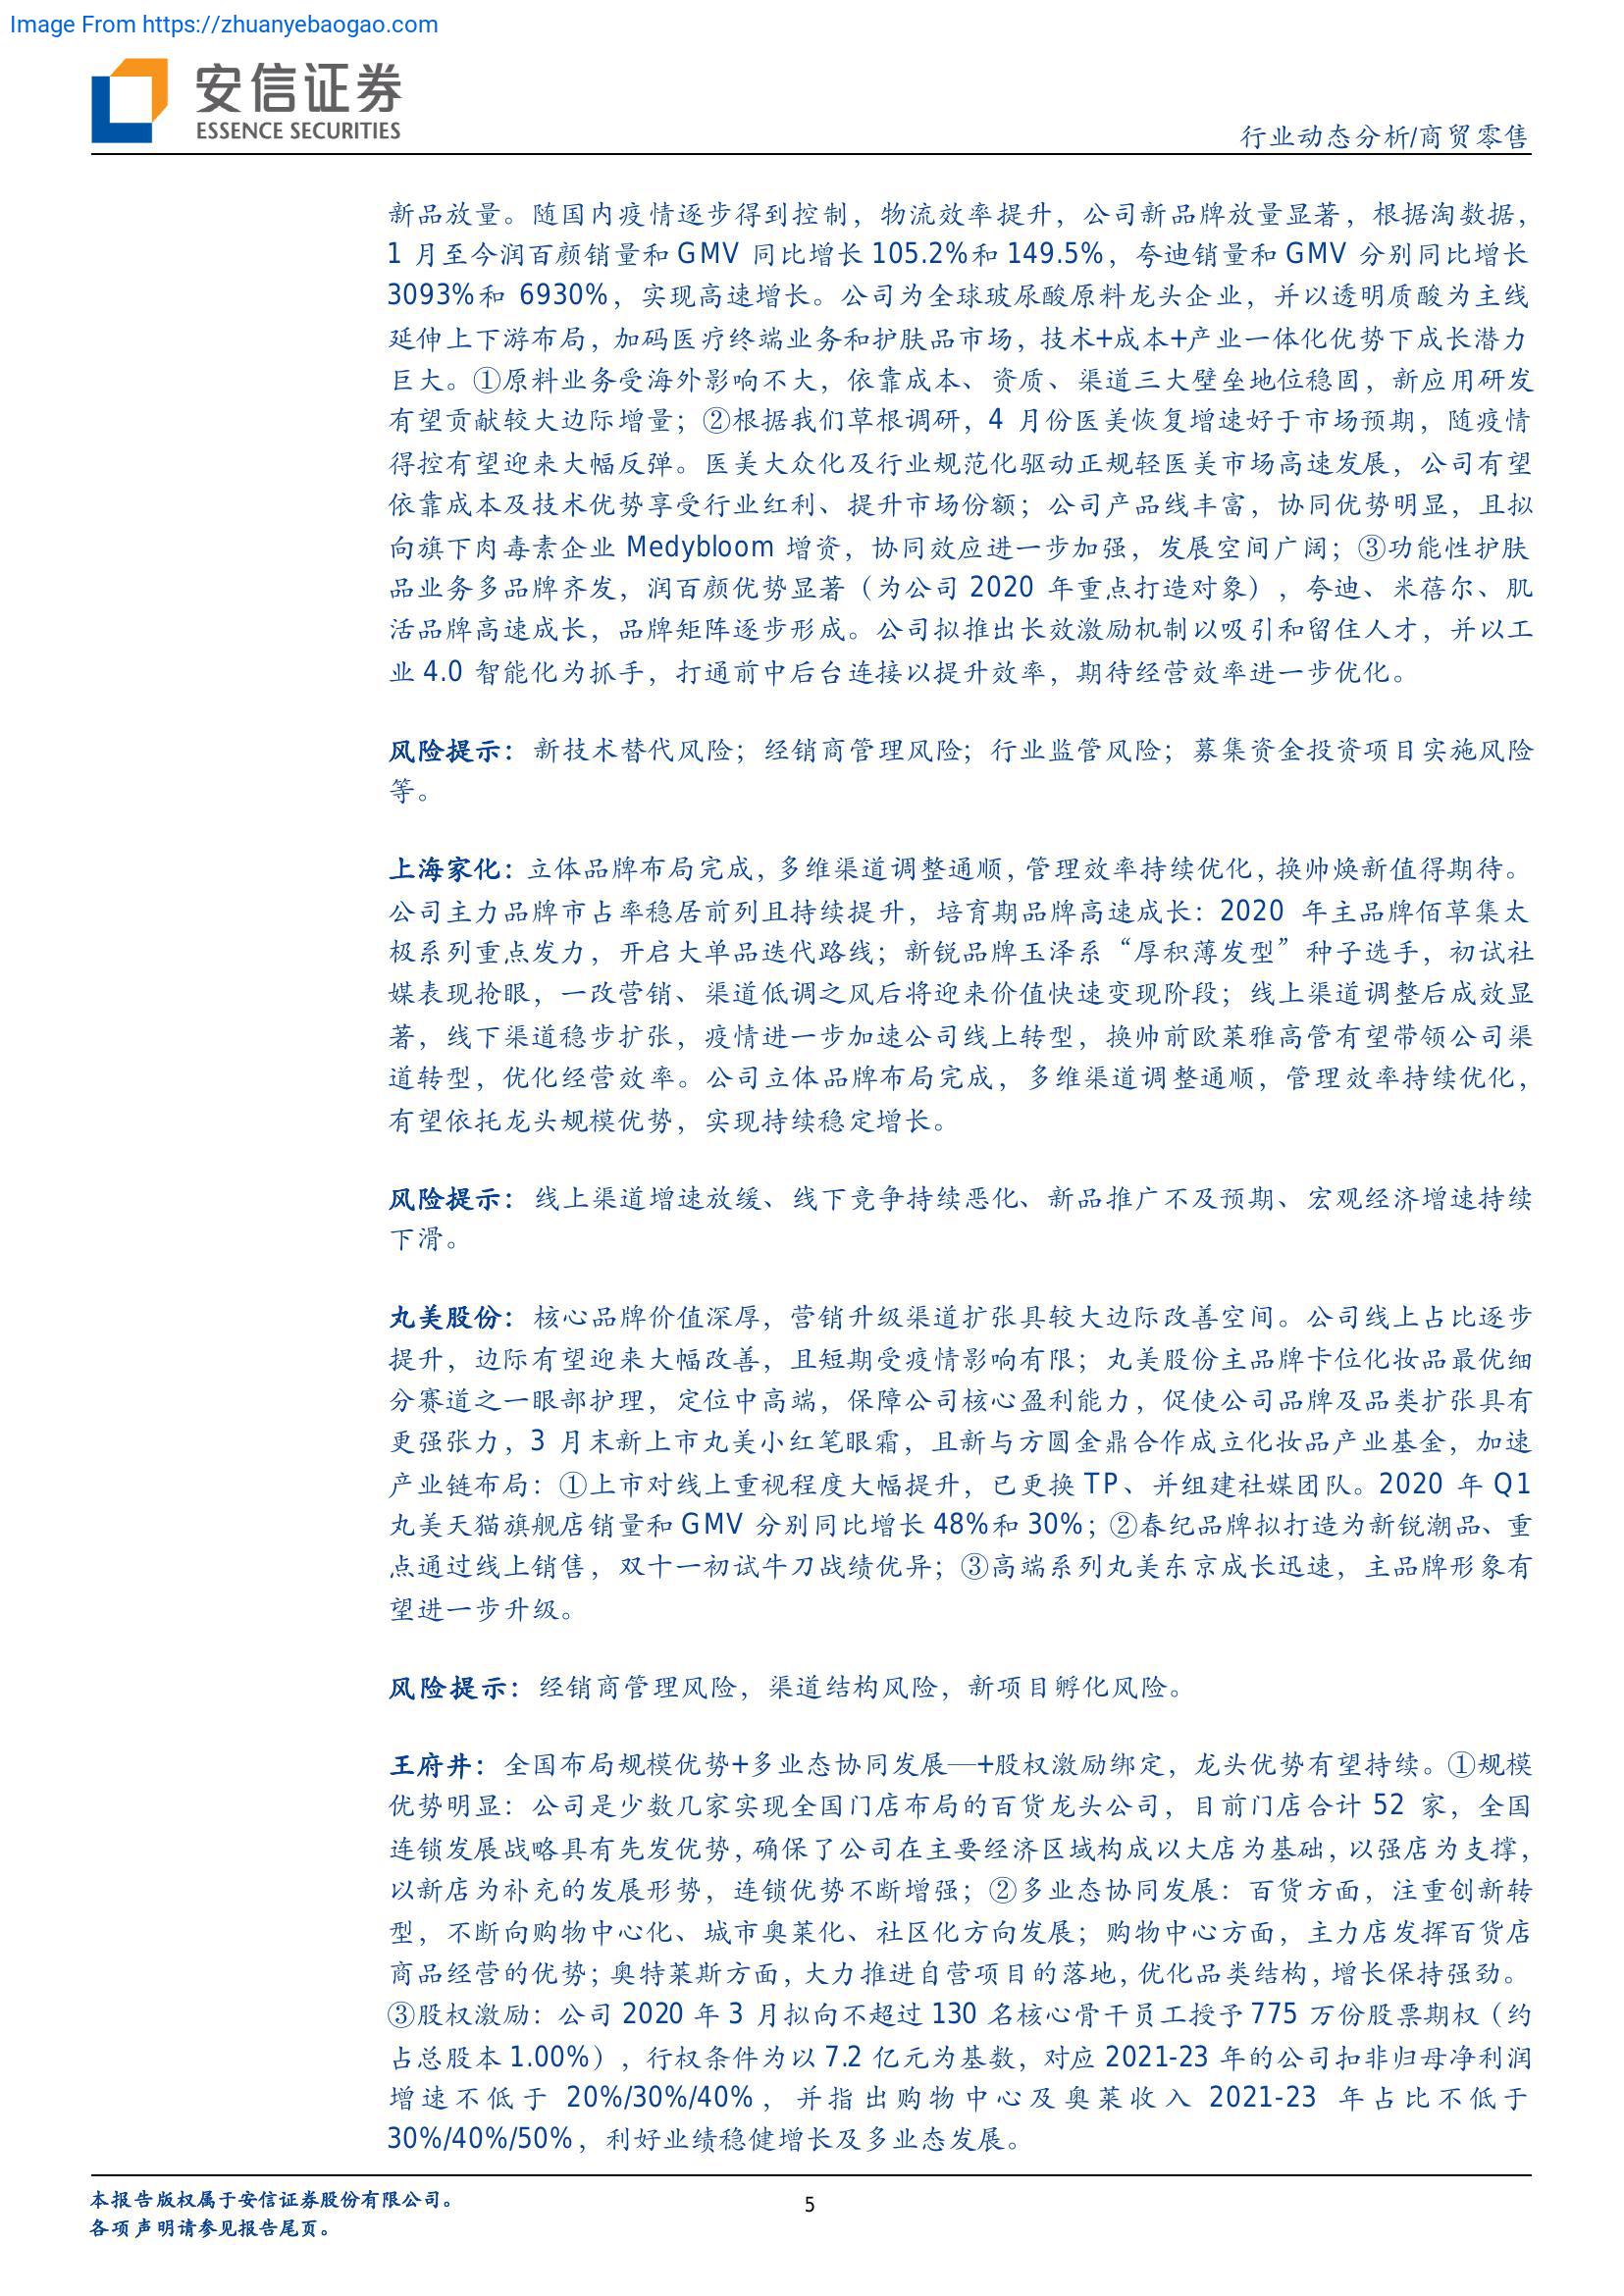 Image From https://zhuanyebaogao.com
安信证券
ESSENCE SECURITIES
行业动态分析/商贸零售
新品放量。随国内疫情逐步得到控制，物流效率提升，公司新品牌放量显著，根据淘数据，
1 月至今润百颜销量和 GMV 同比增长 105.2%和 149.5%，夸迪销量和 GMV 分别同比增长
3093%和 6930%，实现高速增长。公司为全球玻尿酸原料龙头企业，并以透明质酸为主线
延伸上下游布局，加码医疗终端业务和护肤品市场，技术+成本+产业一体化优势下成长潜力
巨大。①原料业务受海外影响不大，依靠成本、资质、渠道三大壁垒地位稳固，新应用研发
有望贡献较大边际增量；②根据我们草根调研，4 月份医美恢复增速好于市场预期，随疫情
得控有望迎来大幅反弹。医美大众化及行业规范化驱动正规轻医美市场高速发展，公司有望
依靠成本及技术优势享受行业红利、提升市场份额；公司产品线丰富，协同优势明显，且拟
向旗下肉毒素企业 Medybloom 增资，协同效应进一步加强，发展空间广阔；③功能性护肤
品业务多品牌齐发，润百颜优势显著（为公司 2020 年重点打造对象），夸迪、米蓓尔、肌
活品牌高速成长，品牌矩阵逐步形成。公司拟推出长效激励机制以吸引和留住人才，并以工
业 4.0 智能化为抓手，打通前中后台连接以提升效率，期待经营效率进一步优化。
风险提示：新技术替代风险；经销商管理风险；行业监管风险；募集资金投资项目实施风险
等。
上海家化：立体品牌布局完成，多维渠道调整通顺，管理效率持续优化，换帅焕新值得期待。
公司主力品牌市占率稳居前列且持续提升，培育期品牌高速成长：2020 年主品牌佰草集太
极系列重点发力，开启大单品迭代路线；新锐品牌玉泽系“厚积薄发型”种子选手，初试社
媒表现抢眼，一改营销、渠道低调之风后将迎来价值快速变现阶段；线上渠道调整后成效显
著，线下渠道稳步扩张，疫情进一步加速公司线上转型，换帅前欧莱雅高管有望带领公司渠
道转型，优化经营效率。公司立体品牌布局完成，多维渠道调整通顺，管理效率持续优化，
有望依托龙头规模优势，实现持续稳定增长。
风险提示：线上渠道增速放缓、线下竞争持续恶化、新品推广不及预期、宏观经济增速持续
下滑。
丸美股份：核心品牌价值深厚，营销升级渠道扩张具较大边际改善空间。公司线上占比逐步
提升，边际有望迎来大幅改善，且短期受疫情影响有限；丸美股份主品牌卡位化妆品最优细
分赛道之一眼部护理，定位中高端，保障公司核心盈利能力，促使公司品牌及品类扩张具有
更强张力，3 月末新上市丸美小红笔眼霜，且新与方圆金鼎合作成立化妆品产业基金，加速
产业链布局：①上市对线上重视程度大幅提升，已更换 TP、并组建社媒团队。2020 年 Q1
丸美天猫旗舰店销量和 GMV 分别同比增长 48%和 30%；②春纪品牌拟打造为新锐潮品、重
点通过线上销售，双十一初试牛刀战绩优异；③高端系列丸美东京成长迅速，主品牌形象有
望进一步升级。
风险提示：经销商管理风险，渠道结构风险，新项目孵化风险。
王府井：全国布局规模优势+多业态协同发展—+股权激励绑定，龙头优势有望持续。①规模
优势明显：公司是少数几家实现全国门店布局的百货龙头公司，目前门店合计 52 家，全国
连锁发展战略具有先发优势，确保了公司在主要经济区域构成以大店为基础，以强店为支撑，
以新店为补充的发展形势，连锁优势不断增强；②多业态协同发展：百货方面，注重创新转
型，不断向购物中心化、城市奥莱化、社区化方向发展；购物中心方面，主力店发挥百货店
商品经营的优势；奥特莱斯方面，大力推进自营项目的落地，优化品类结构，增长保持强劲。
③股权激励：公司 2020 年 3 月拟向不超过 130 名核心骨干员工授予 775 万份股票期权（约
占总股本 1.00%），行权条件为以 7.2 亿元为基数，对应 2021-23 年的公司扣非归母净利润
增速不低于 20%/30%/40%，并指出购物中心及奥莱收入 2021-23 年占比不低于
30%/40%/50%，利好业绩稳健增长及多业态发展。
本报告版权属于安信证券股份有限公司。
各项声明请参见报告尾页。
5